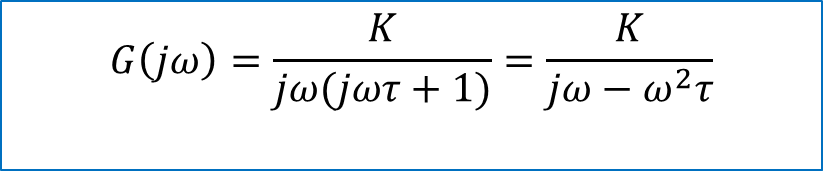 G(jω) = K / jω(jωτ + 1) = K / jω − ω²τ